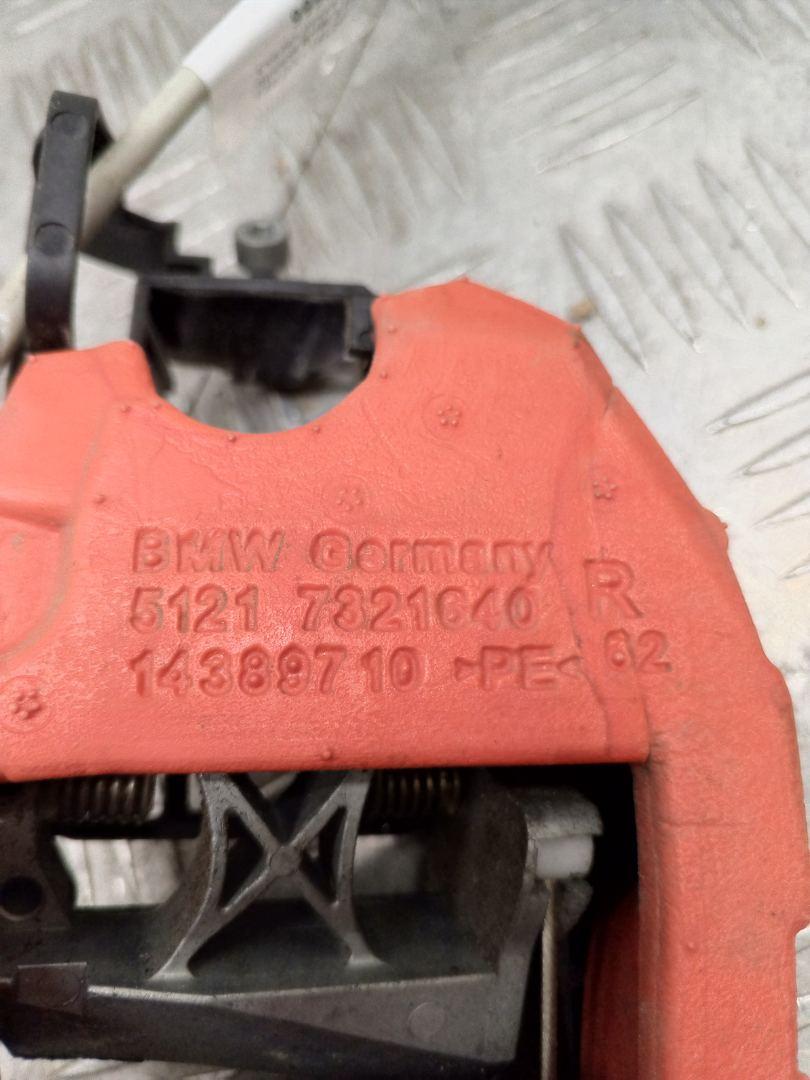 BMW Germany
5121 7321640 R
14389710 >PE< 62